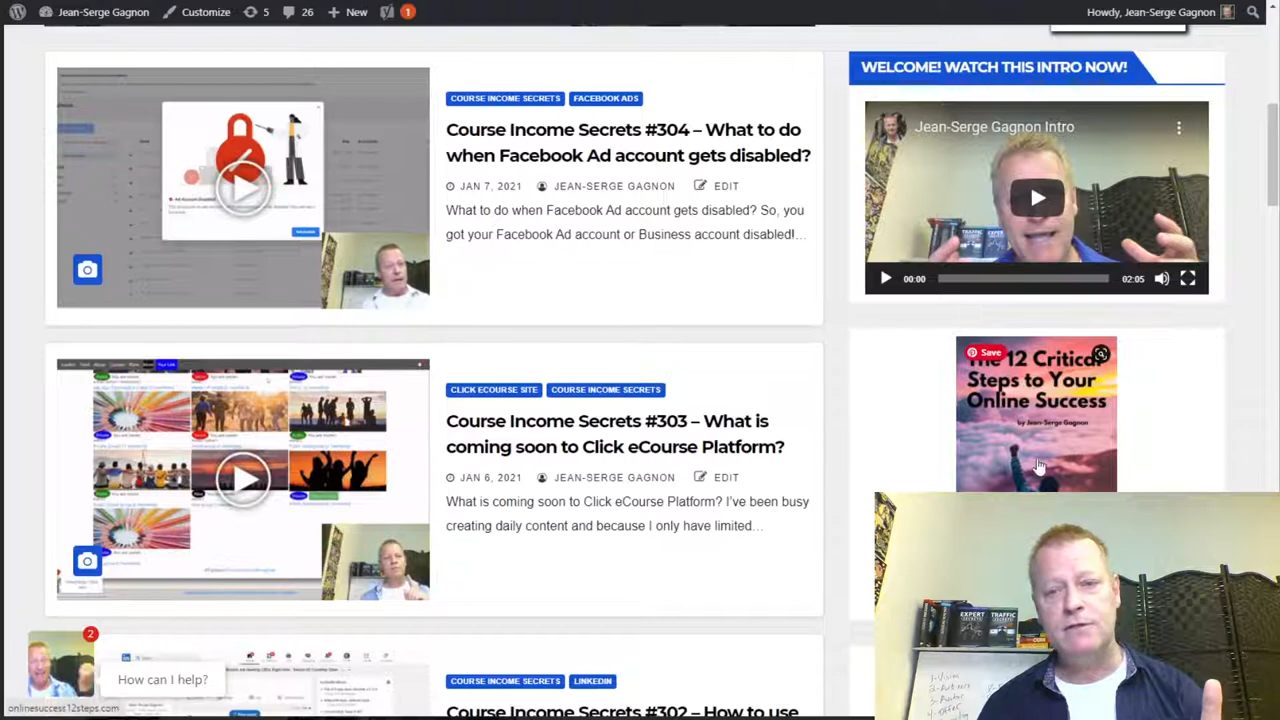 Jean-Serge Gagnon
Customize
5
26
New
1
Howdy, Jean-Serge Gagnon
COURSE INCOME SECRETS
FACEBOOK ADS
Course Income Secrets #304 – What to do
when Facebook Ad account gets disabled?
JAN 7, 2021
JEAN-SERGE GAGNON
EDIT
What to do when Facebook Ad account gets disabled? So, you
got your Facebook Ad account or Business account disabled!…
CLICK ECOURSE SITE
COURSE INCOME SECRETS
Course Income Secrets #303 – What is
coming soon to Click eCourse Platform?
JAN 6, 2021
JEAN-SERGE GAGNON
EDIT
What is coming soon to Click eCourse Platform? I've been busy
creating daily content and because I only have limited…
COURSE INCOME SECRETS
LINKEDIN
Course Income Secrets #302 – How to use
2
How can I help?
onlinesuccess12steps.com
WELCOME! WATCH THIS INTRO NOW!
Jean-Serge Gagnon Intro
00:00
02:05
Save
The 12 Critical
Steps to Your
Online Success
by Jean-Serge Gagnon
EXPERT
SECRETS
TRAFFIC
SECRETS